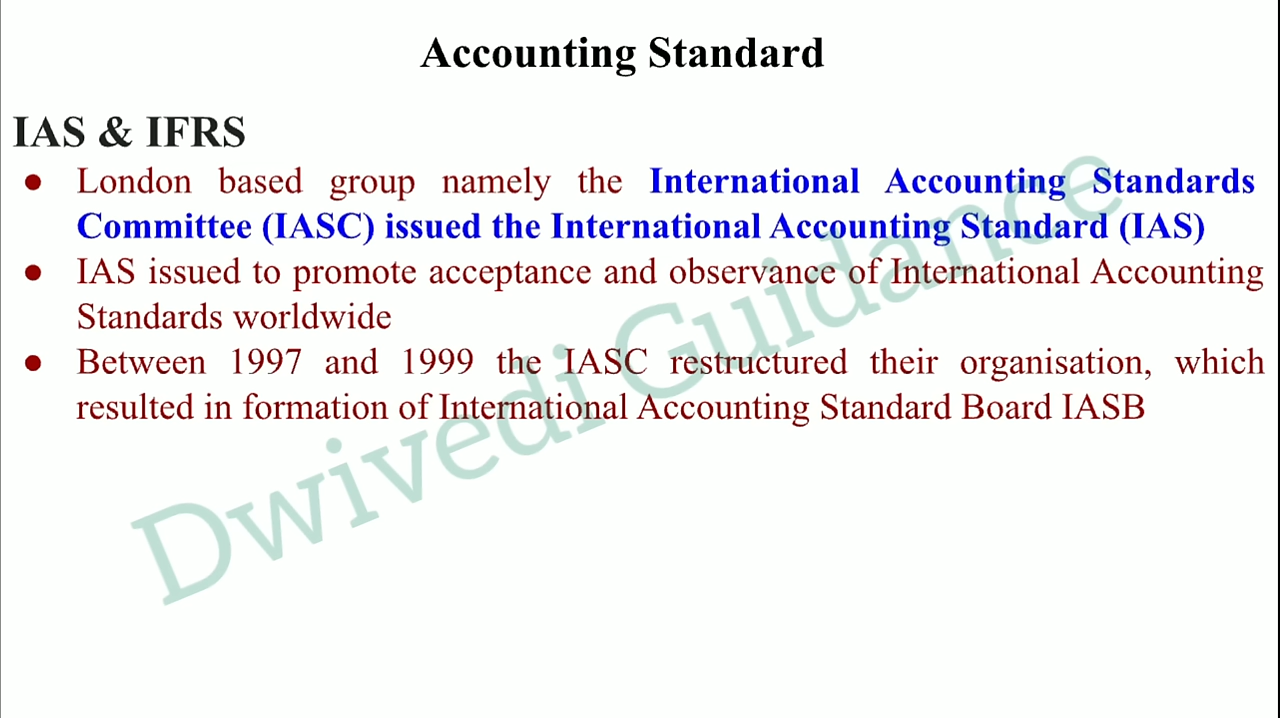 Accounting Standard
IAS & IFRS
● London based group namely the International Accounting Standards
Committee (IASC) issued the International Accounting Standard (IAS)
● IAS issued to promote acceptance and observance of International Accounting
Standards worldwide
● Between 1997 and 1999 the IASC restructured their organisation, which
resulted in formation of International Accounting Standard Board IASB
Dwivedi Guidance